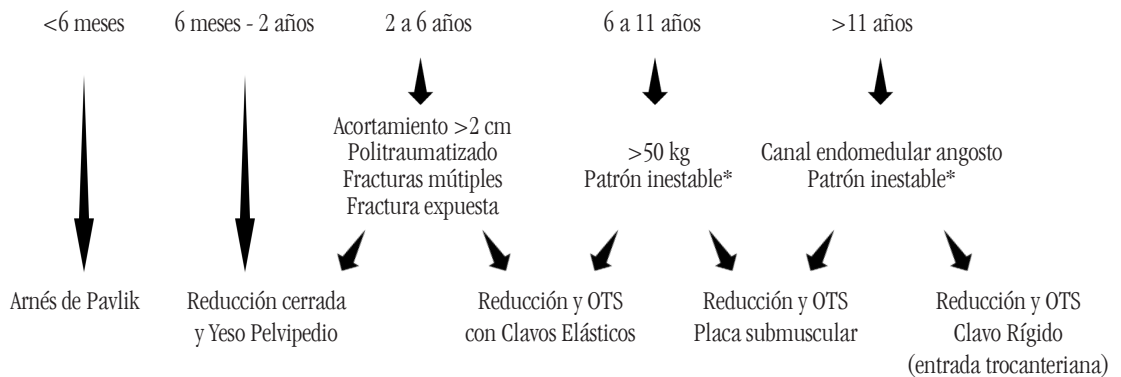 <6 meses
6 meses - 2 años
2 a 6 años
6 a 11 años
>11 años
Acortamiento >2 cm
Politraumatizado
Fracturas mútiples
Fractura expuesta
>50 kg
Patrón inestable*
Canal endomedular angosto
Patrón inestable*
Arnés de Pavlik
Reducción cerrada
y Yeso Pelvipedio
Reducción y OTS
con Clavos Elásticos
Reducción y OTS
Placa submuscular
Reducción y OTS
Clavo Rígido
(entrada trocanteriana)